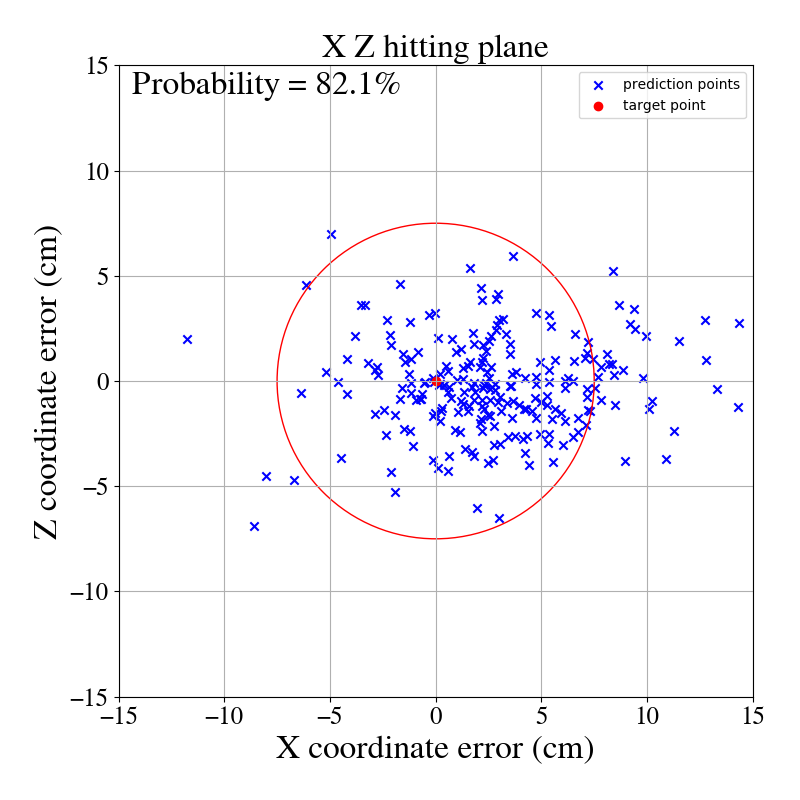 X Z hitting plane
Probability = 82.1%
prediction points
target point
Z coordinate error (cm)
15
10
5
0
−5
−10
−15
−15 −10 −5 0 5 10 15
X coordinate error (cm)